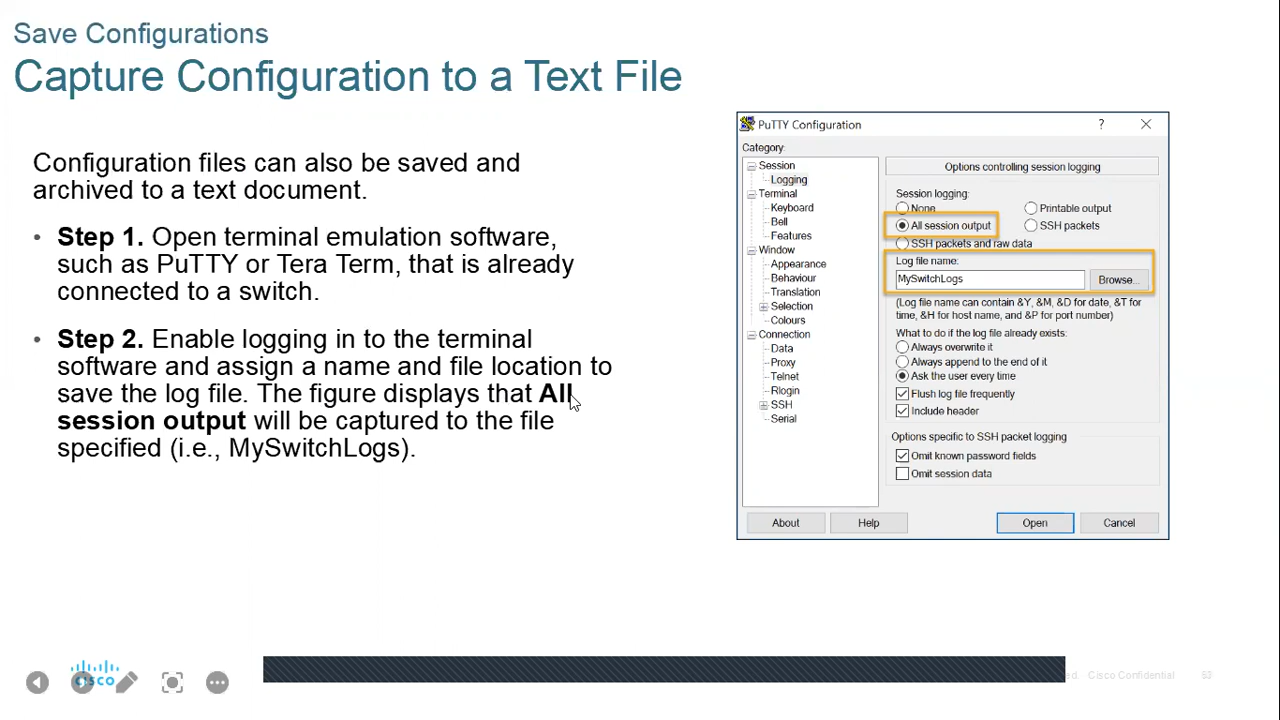 Save Configurations
Capture Configuration to a Text File
Configuration files can also be saved and
archived to a text document.
• Step 1. Open terminal emulation software,
such as PuTTY or Tera Term, that is already
connected to a switch.
• Step 2. Enable logging in to the terminal
software and assign a name and file location to
save the log file. The figure displays that All
session output will be captured to the file
specified (i.e., MySwitchLogs).
PuTTY Configuration ?
Category:
Session
Logging
Terminal
Keyboard
Bell
Features
Window
Appearance
Behaviour
Translation
Selection
Colours
Connection
Data
Proxy
Telnet
Rlogin
SSH
Serial
Options controlling session logging
Session logging:
None Printable output
All session output SSH packets
SSH packets and raw data
Log file name:
MySwitchLogs Browse...
(Log file name can contain &Y, &M, &D for date, &T for
time, &H for host name, and &P for port number)
What to do if the log file already exists:
Always overwrite it
Always append to the end of it
Ask the user every time
Flush log file frequently
Include header
Options specific to SSH packet logging
Omit known password fields
Omit session data
About Help Open Cancel
cisco
ed. Cisco Confidential 53